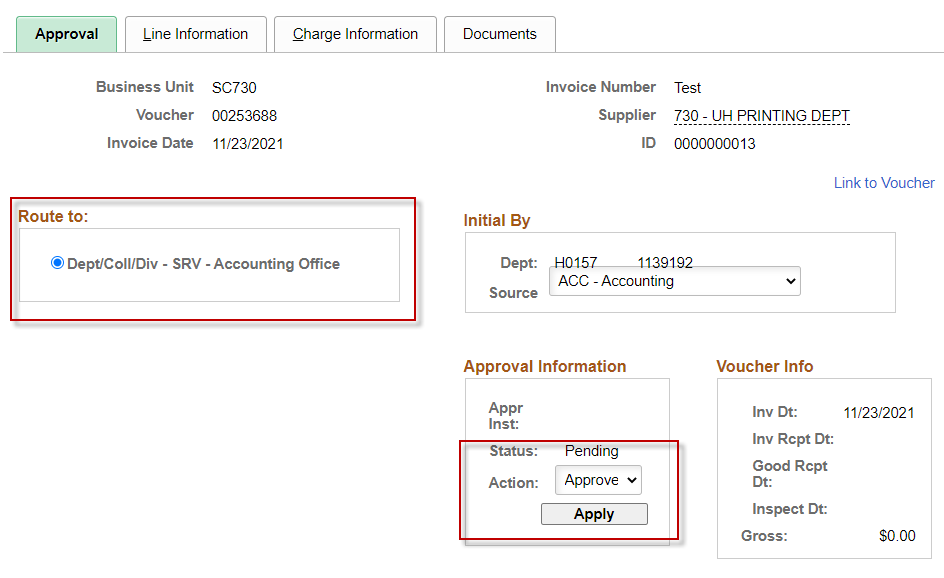 Approval Line Information Charge Information Documents
Business Unit SC730 Invoice Number Test
Voucher 00253688 Supplier 730 - UH PRINTING DEPT
Invoice Date 11/23/2021 ID 0000000013
Link to Voucher
Route to:
Dept/Coll/Div - SRV - Accounting Office
Initial By
Dept: H0157 1139192
Source ACC - Accounting
Approval Information
Appr
Inst:
Status: Pending
Action: Approve
Apply
Voucher Info
Inv Dt: 11/23/2021
Inv Rcpt Dt:
Good Rcpt
Dt:
Inspect Dt:
Gross: $0.00